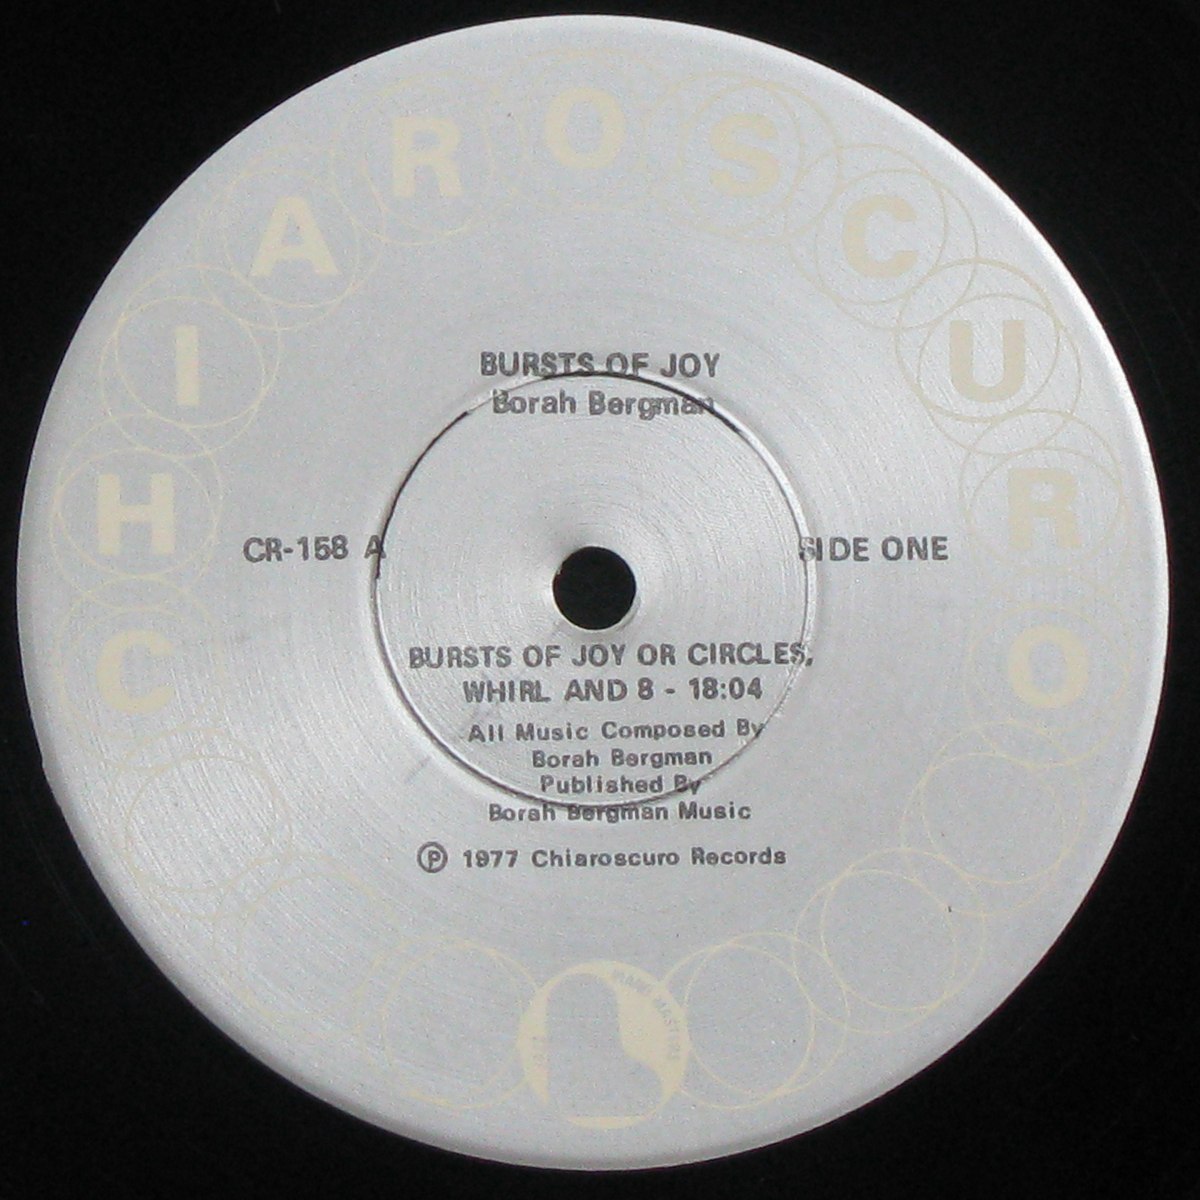 CHIAROSCURO
BURSTS OF JOY
Borah Bergman
CR-158 A
SIDE ONE
BURSTS OF JOY OR CIRCLES,
WHIRL AND 8 - 18:04
All Music Composed By
Borah Bergman
Published By
Borah Bergman Music
℗ 1977 Chiaroscuro Records